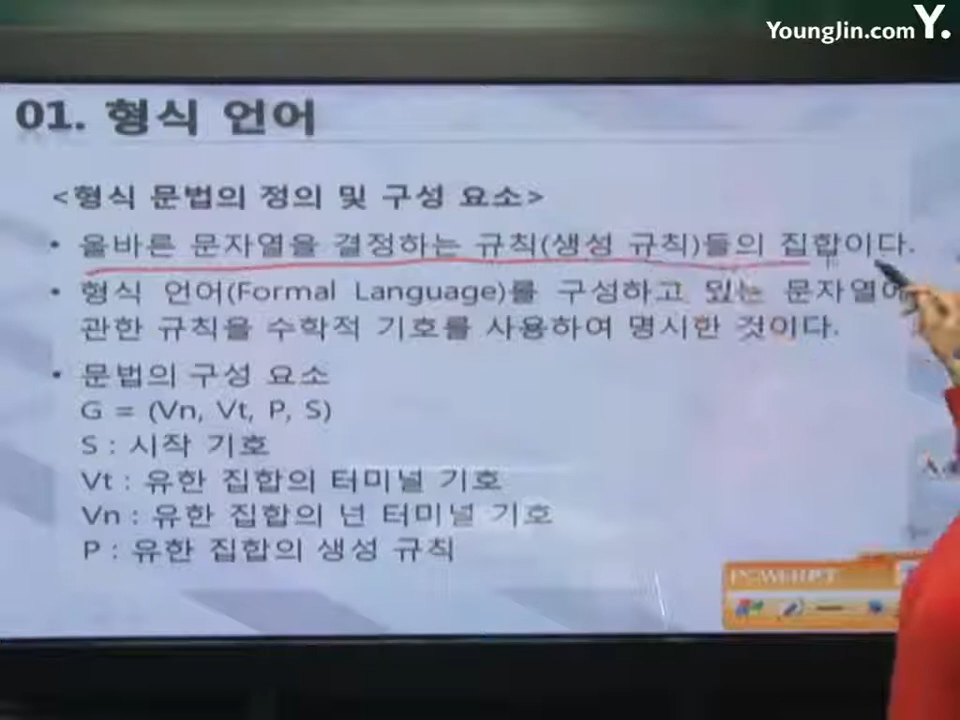 YoungJin.com Y.
01. 형식 언어
<형식 문법의 정의 및 구성 요소>
• 올바른 문자열을 결정하는 규칙(생성 규칙)들의 집합이다.
• 형식 언어(Formal Language)를 구성하고 있는 문자열에
관한 규칙을 수학적 기호를 사용하여 명시한 것이다.
• 문법의 구성 요소
G = (Vn, Vt, P, S)
S : 시작 기호
Vt : 유한 집합의 터미널 기호
Vn : 유한 집합의 넌 터미널 기호
P : 유한 집합의 생성 규칙